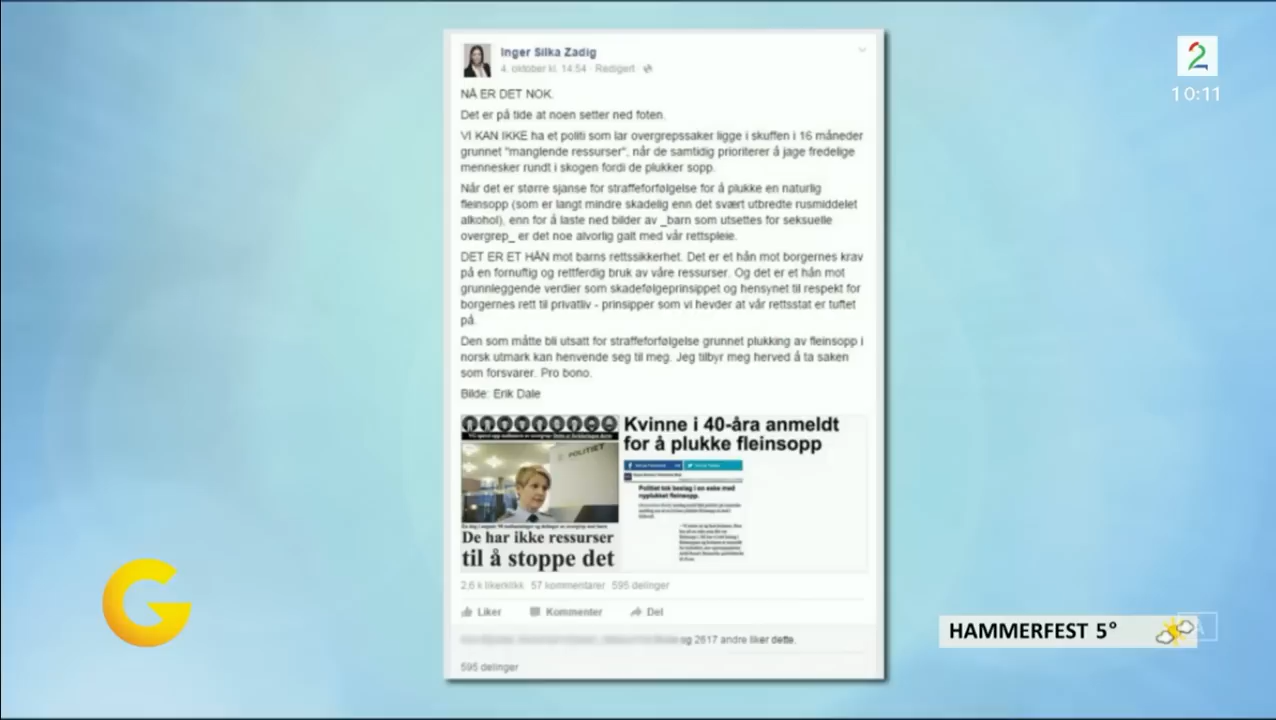 Inger Silka Zadig
4. oktober kl. 14:54 · Redigert
2
10:11
NÅ ER DET NOK.
Det er på tide at noen setter ned foten.
VI KAN IKKE ha et politi som lar overgrepssaker ligge i skuffen i 16 måneder
grunnet "manglende ressurser", når de samtidig prioriterer å jage fredelige
mennesker rundt i skogen fordi de plukker sopp.
Når det er større sjanse for straffeforfølgelse for å plukke en naturlig
fleinsopp (som er langt mindre skadelig enn det svært utbredte rusmiddelet
alkohol), enn for å laste ned bilder av _barn som utsettes for seksuelle
overgrep_ er det noe alvorlig galt med vår rettspleie.
DET ER ET HÅN mot barns rettssikkerhet. Det er et hån mot borgernes krav
på en fornuftig og rettferdig bruk av våre ressurser. Og det er et hån mot
grunnleggende verdier som skadefølgeprinsippet og hensynet til respekt for
borgernes rett til privatliv - prinsipper som vi hevder at vår rettsstat er tuftet
på.
Den som måtte bli utsatt for straffeforfølgelse grunnet plukking av fleinsopp i
norsk utmark kan henvende seg til meg. Jeg tilbyr meg herved å ta saken
som forsvarer. Pro bono.
Bilde: Erik Dale
Kvinne i 40-åra anmeldt
for å plukke fleinsopp
POLITIET
Politiet tok beslag i en eske med
nyplukket fleinsopp.
De har ikke ressurser
til å stoppe det
2,6 k likerklikk 57 kommentarer 595 delinger
Liker Kommenter Del
og 2617 andre liker dette.
595 delinger
G
HAMMERFEST 5°